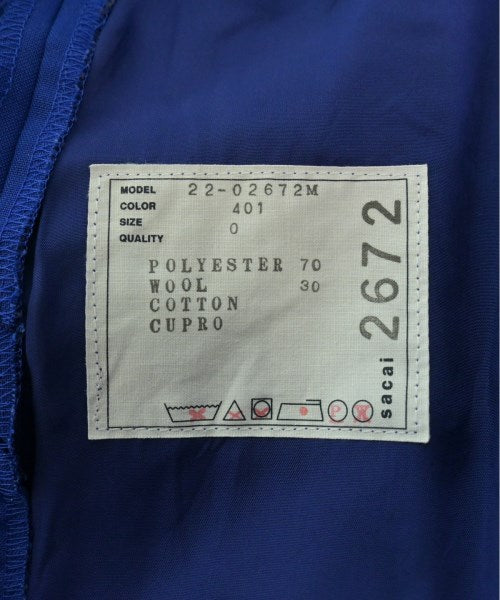 MODEL 22-02672M
COLOR 401
SIZE 0
QUALITY
POLYESTER 70
WOOL 30
COTTON
CUPRO
P
sacai 2672